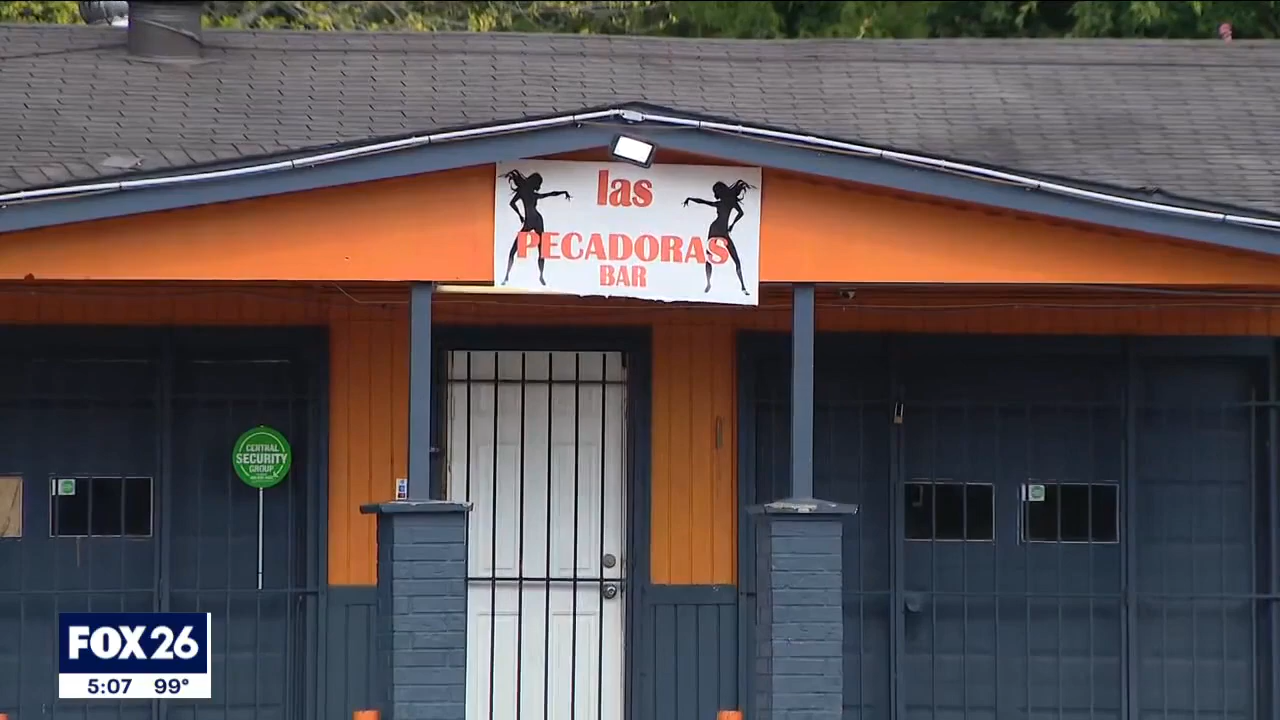 las
PECADORAS
BAR
CENTRAL
SECURITY
GROUP
FOX 26
5:07 99°